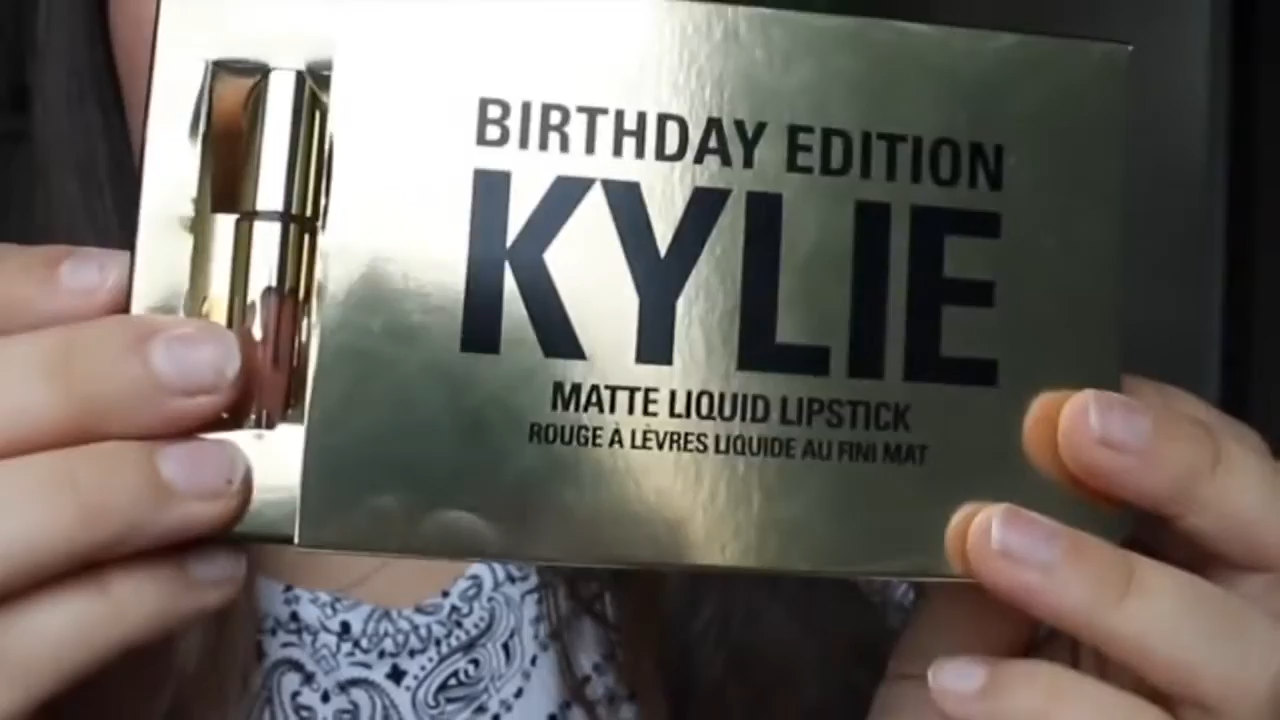 BIRTHDAY EDITION
KYLIE
MATTE LIQUID LIPSTICK
ROUGE À LÈVRES LIQUIDE AU FINI MAT